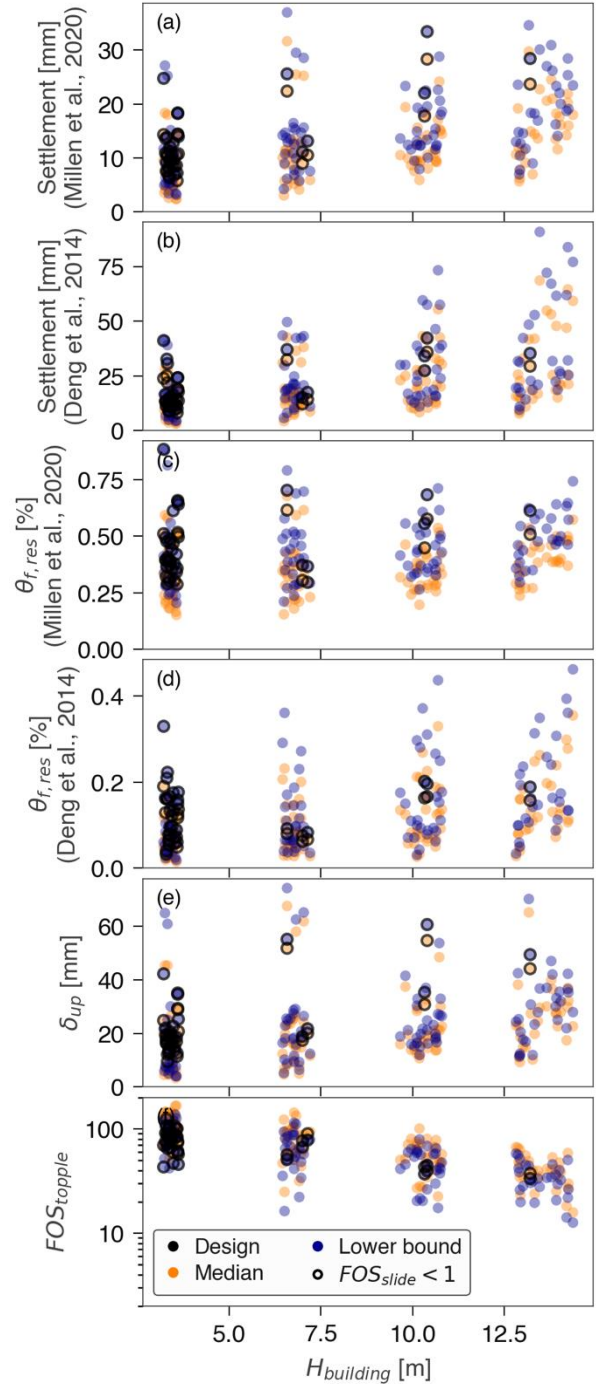 (a)
30
20
10
0
Settlement [mm]
(Millen et al., 2020)
(b)
75
50
25
0
Settlement [mm]
(Deng et al., 2014)
(c)
0.75
0.50
0.25
0.00
θf,res [%]
(Millen et al., 2020)
(d)
0.4
0.2
0.0
θf,res [%]
(Deng et al., 2014)
(e)
60
40
20
0
δup [mm]
100
10
FOStopple
Design
Median
Lower bound
FOSslide < 1
5.0 7.5 10.0 12.5
Hbuilding [m]